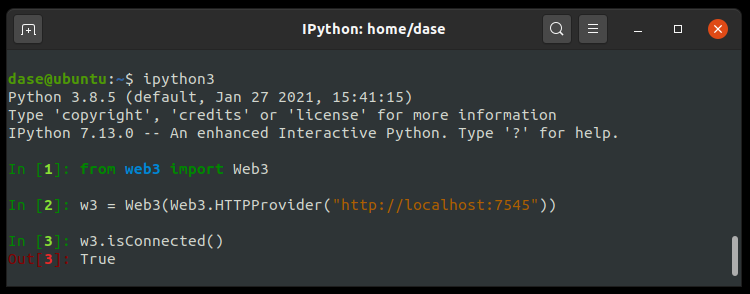 IPython: home/dase
dase@ubuntu:~$ ipython3
Python 3.8.5 (default, Jan 27 2021, 15:41:15)
Type 'copyright', 'credits' or 'license' for more information
IPython 7.13.0 -- An enhanced Interactive Python. Type '?' for help.
In [1]: from web3 import Web3
In [2]: w3 = Web3(Web3.HTTPProvider("http://localhost:7545"))
In [3]: w3.isConnected()
Out[3]: True